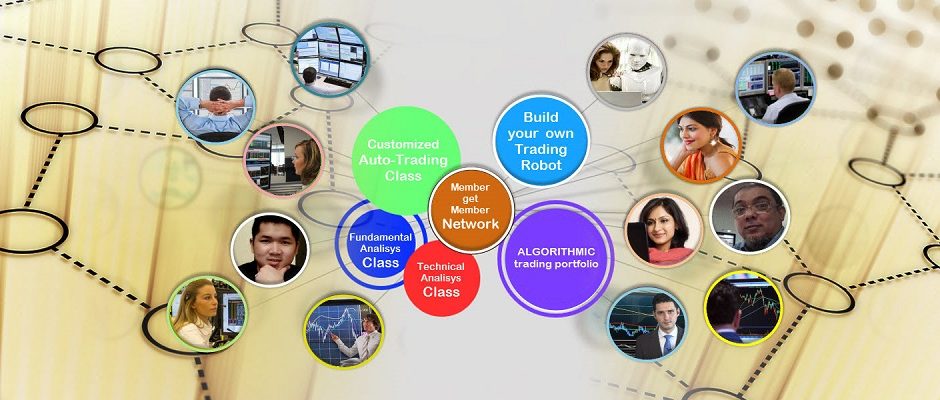 Customized
Auto-Trading
Class
Build
your own
Trading
Robot
Member
get
Member
Network
Fundamental
Analisys
Class
Technical
Analisys
Class
ALGORITHMIC
trading portfolio